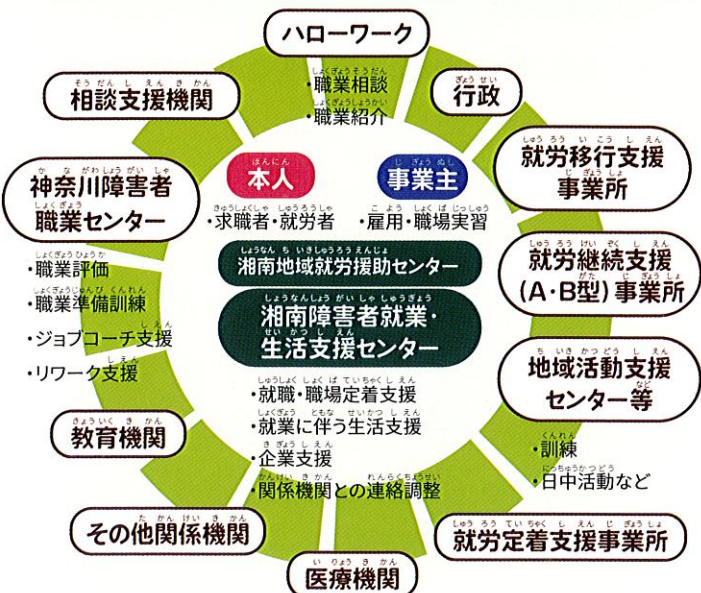 ハローワーク
・職業相談
・職業紹介
行政
就労移行支援
事業所
就労継続支援
(A・B型)事業所
地域活動支援
センター等
・訓練
・日中活動など
就労定着支援事業所
医療機関
その他関係機関
教育機関
神奈川障害者
職業センター
・職業評価
・職業準備訓練
・ジョブコーチ支援
・リワーク支援
相談支援機関
本人
・求職者・就労者
事業主
・雇用・職場実習
湘南地域就労援助センター
湘南障害者就業・
生活支援センター
・就職・職場定着支援
・就業に伴う生活支援
・企業支援
・関係機関との連絡調整